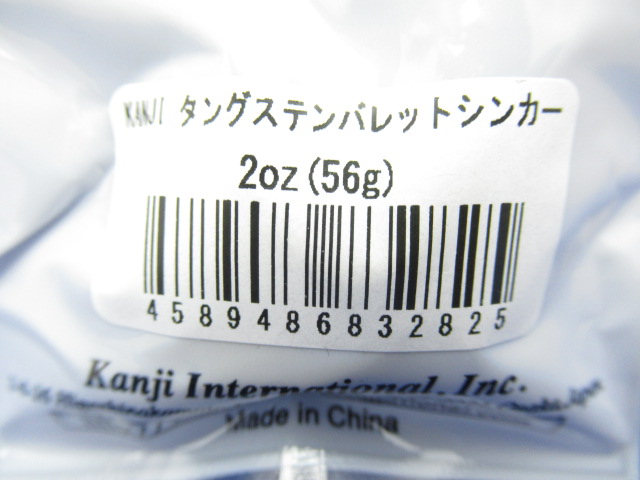 KANJI タングステンバレットシンカー
2oz(56g)
4589486832825
Kanji International, Inc.
Made in China